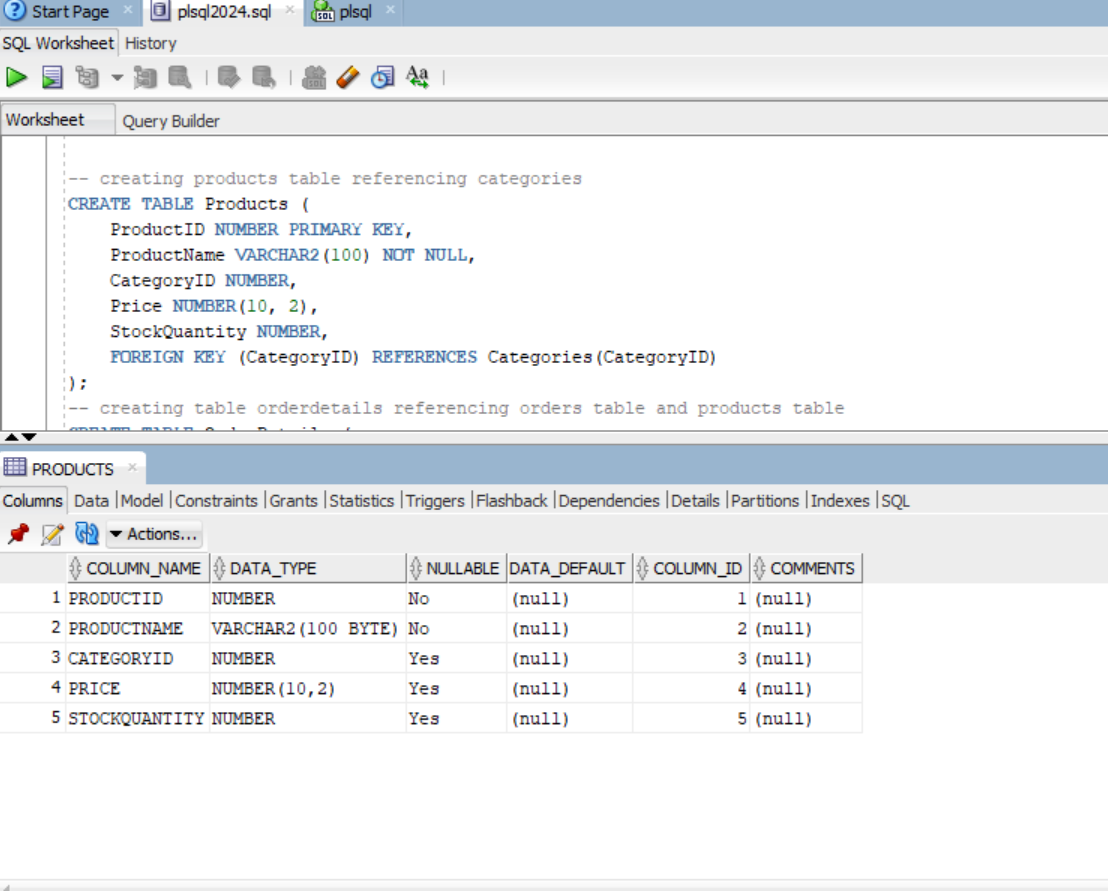 Start Page plsql2024.sql plsql
SQL Worksheet History
Aa
Worksheet Query Builder
-- creating products table referencing categories
CREATE TABLE Products (
ProductID NUMBER PRIMARY KEY,
ProductName VARCHAR2(100) NOT NULL,
CategoryID NUMBER,
Price NUMBER(10, 2),
StockQuantity NUMBER,
FOREIGN KEY (CategoryID) REFERENCES Categories(CategoryID)
);
-- creating table orderdetails referencing orders table and products table
PRODUCTS
Columns Data |Model |Constraints |Grants |Statistics |Triggers |Flashback |Dependencies |Details |Partitions |Indexes |SQL
Actions...
COLUMN_NAME DATA_TYPE NULLABLE DATA_DEFAULT COLUMN_ID COMMENTS
1 PRODUCTID NUMBER No (null) 1 (null)
2 PRODUCTNAME VARCHAR2(100 BYTE) No (null) 2 (null)
3 CATEGORYID NUMBER Yes (null) 3 (null)
4 PRICE NUMBER(10,2) Yes (null) 4 (null)
5 STOCKQUANTITY NUMBER Yes (null) 5 (null)